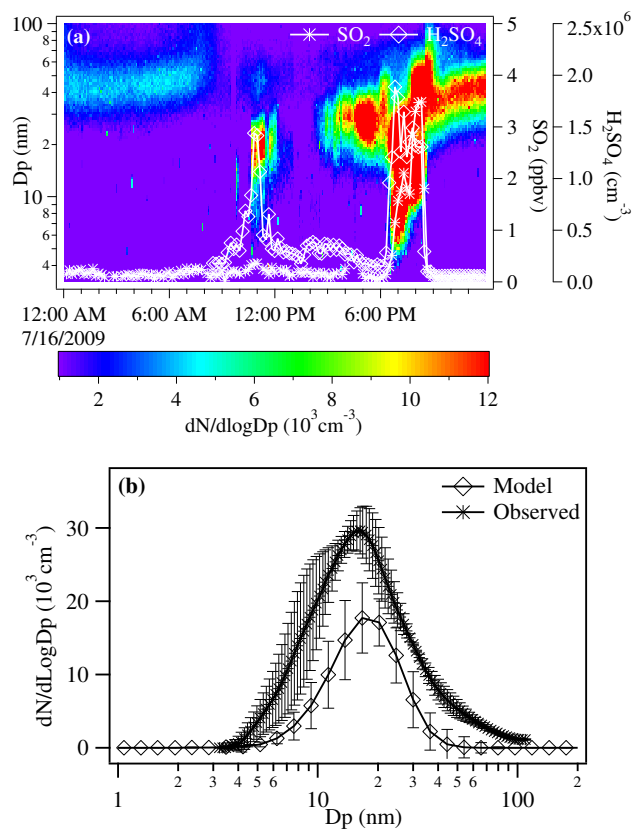 (a) SO2 H2SO4
100
8
6
4
2
10
8
6
4
Dp (nm)
5
4
3
2
1
0
SO2 (ppbv)
2.5x10^6
2.0
1.5
1.0
0.5
0.0
H2SO4 (cm-3)
12:00 AM 6:00 AM 12:00 PM 6:00 PM
7/16/2009
2 4 6 8 10 12
dN/dlogDp (10^3 cm-3)
(b) Model
Observed
30
20
10
0
dN/dLogDp (10^3 cm-3)
1 2 3 4 5 6 10 2 3 4 5 6 100 2
Dp (nm)